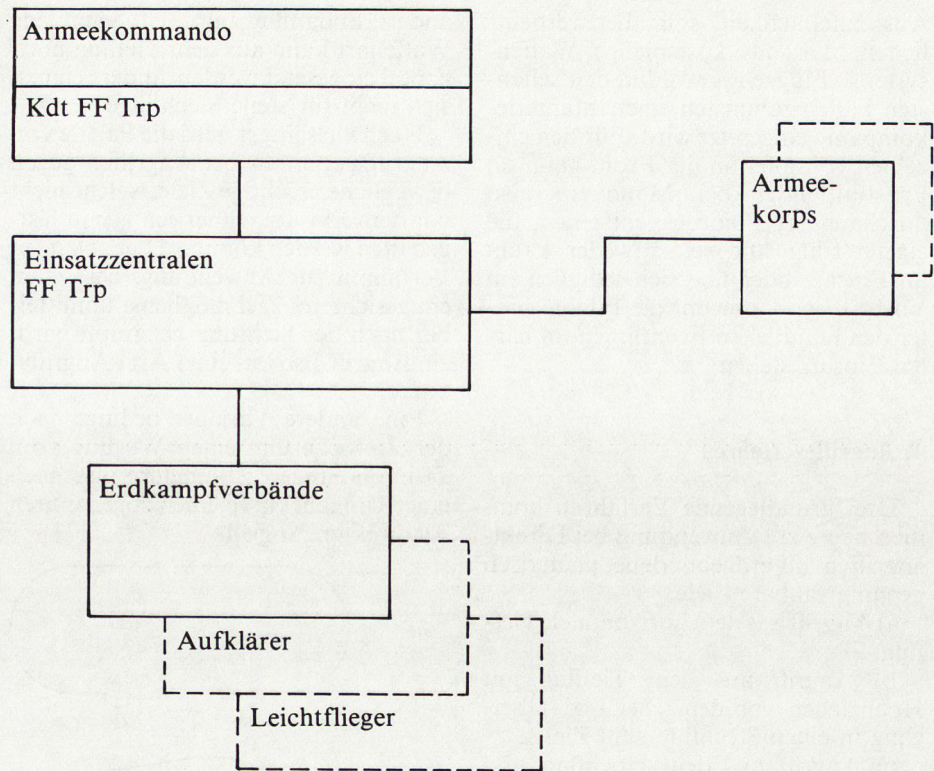 Armeekommando
Kdt FF Trp
Armee-
korps
Einsatzzentralen
FF Trp
Erdkampfverbände
Aufklärer
Leichtflieger